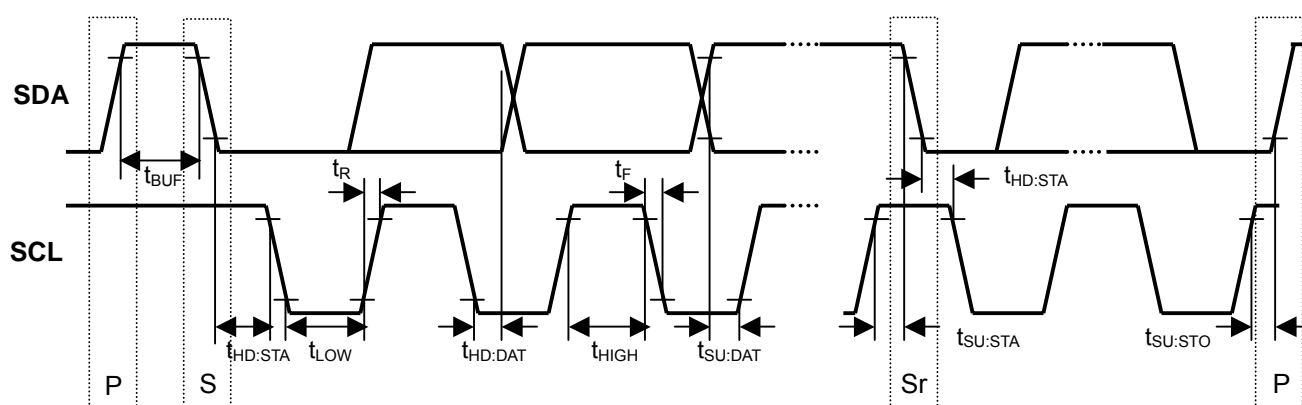 SDA
tBUF
tR
tF
tHD:STA
SCL
tHD:STA
tLOW
tHD:DAT
tHIGH
tSU:DAT
tSU:STA
tSU:STO
P
S
Sr
P